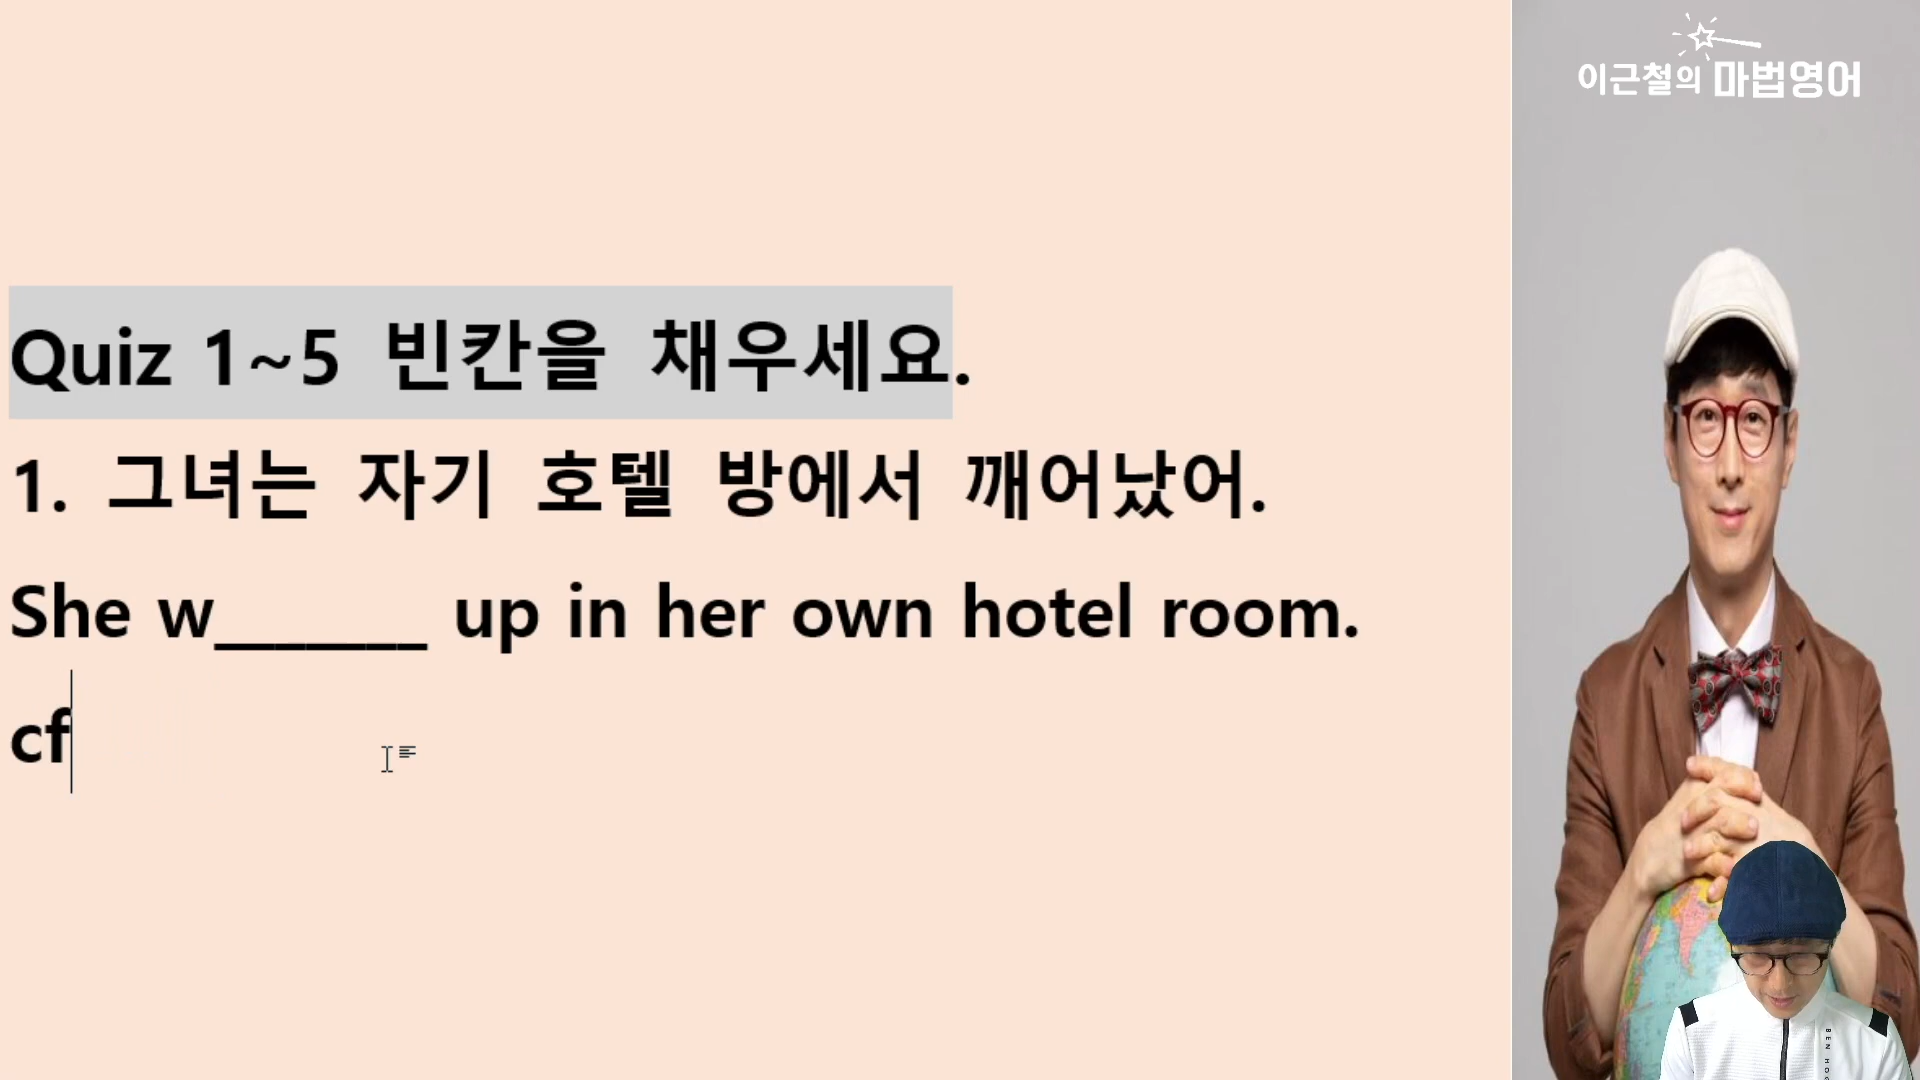 이근철의 마법영어
Quiz 1~5 빈칸을 채우세요.
1. 그녀는 자기 호텔 방에서 깨어났어.
She w_______ up in her own hotel room.
cf